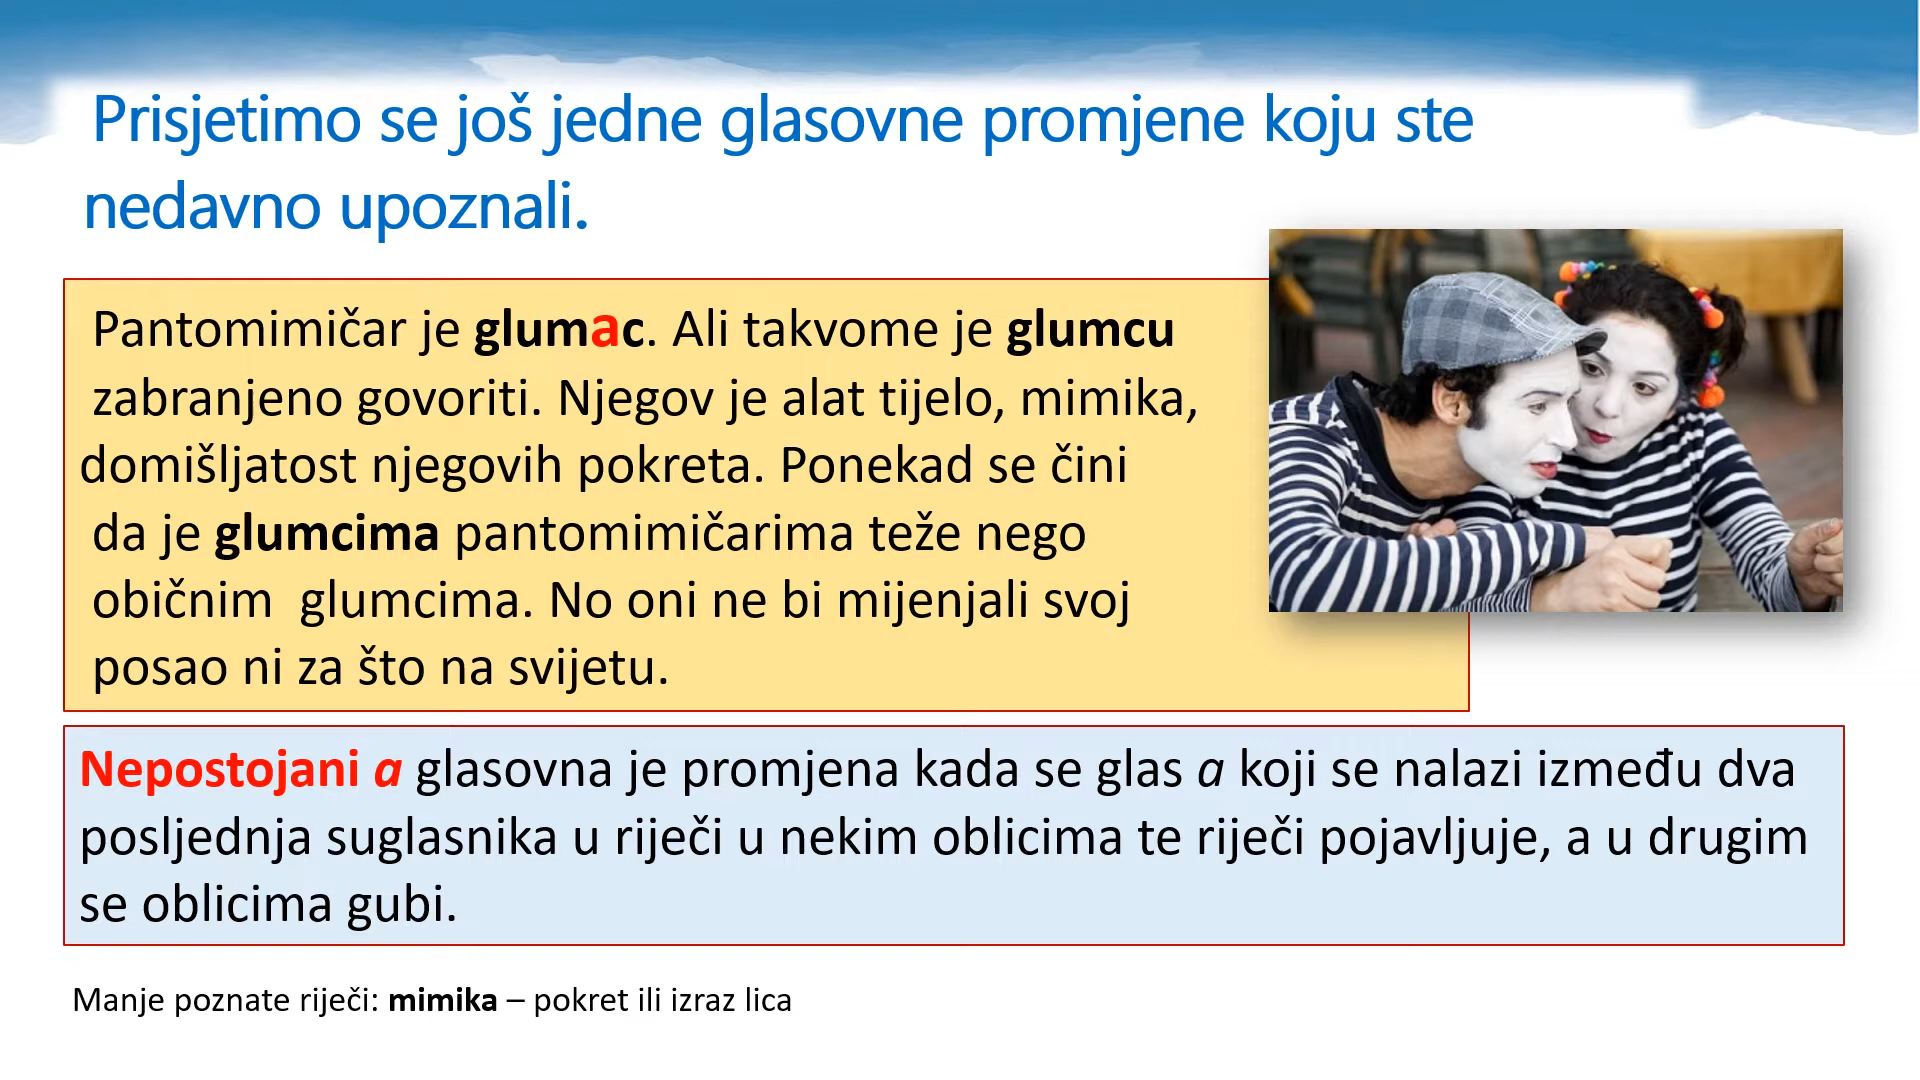 Prisjetimo se još jedne glasovne promjene koju ste
nedavno upoznali.
Pantomimičar je glumac. Ali takvome je glumcu
zabranjeno govoriti. Njegov je alat tijelo, mimika,
domišljatost njegovih pokreta. Ponekad se čini
da je glumcima pantomimičarima teže nego
običnim glumcima. No oni ne bi mijenjali svoj
posao ni za što na svijetu.
Nepostojani a glasovna je promjena kada se glas a koji se nalazi između dva
posljednja suglasnika u riječi u nekim oblicima te riječi pojavljuje, a u drugim
se oblicima gubi.
Manje poznate riječi: mimika – pokret ili izraz lica